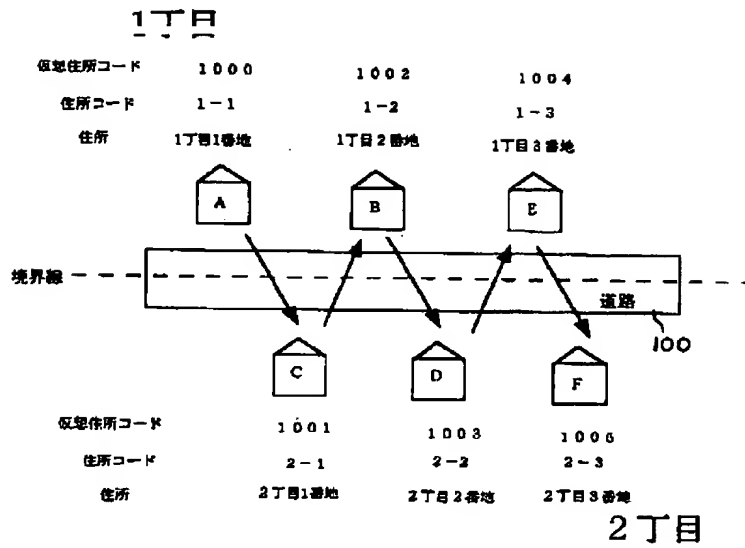 1丁目
仮想住所コード 1000 1002 1004
住所コード 1-1 1-2 1-3
住所 1丁目1番地 1丁目2番地 1丁目3番地
A B E
境界線 道路
100
C D F
仮想住所コード 1001 1003 1005
住所コード 2-1 2-2 2-3
住所 2丁目1番地 2丁目2番地 2丁目3番地
2丁目